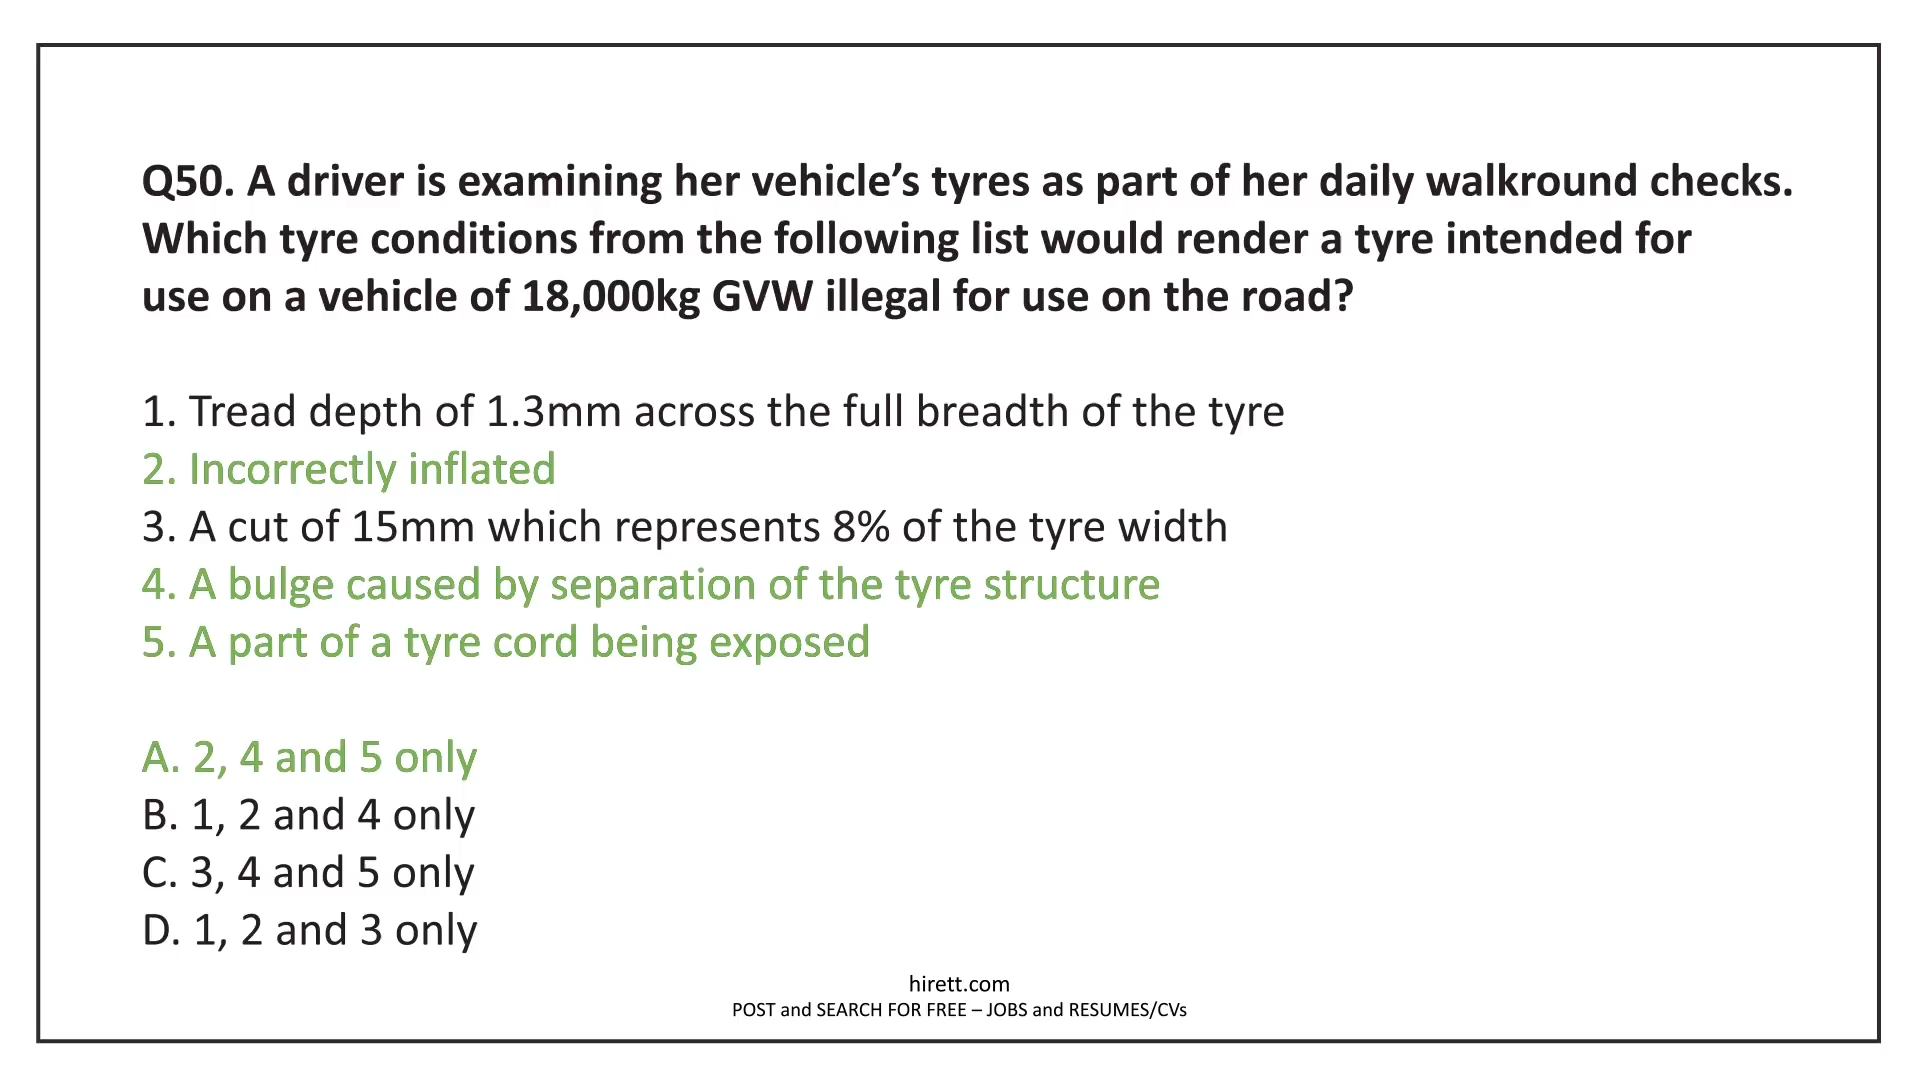 Q50. A driver is examining her vehicle’s tyres as part of her daily walkround checks.
Which tyre conditions from the following list would render a tyre intended for
use on a vehicle of 18,000kg GVW illegal for use on the road?
1. Tread depth of 1.3mm across the full breadth of the tyre
2. Incorrectly inflated
3. A cut of 15mm which represents 8% of the tyre width
4. A bulge caused by separation of the tyre structure
5. A part of a tyre cord being exposed
A. 2, 4 and 5 only
B. 1, 2 and 4 only
C. 3, 4 and 5 only
D. 1, 2 and 3 only
hirett.com
POST and SEARCH FOR FREE – JOBS and RESUMES/CVs